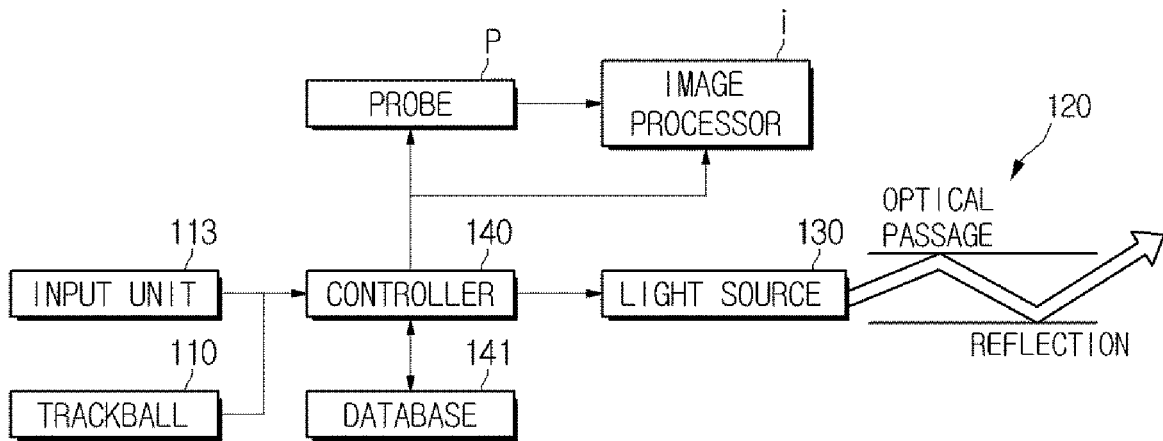 P
i
PROBE
IMAGE
PROCESSOR
120
OPTICAL
PASSAGE
113
140
130
INPUT UNIT
CONTROLLER
LIGHT SOURCE
REFLECTION
110
141
TRACKBALL
DATABASE